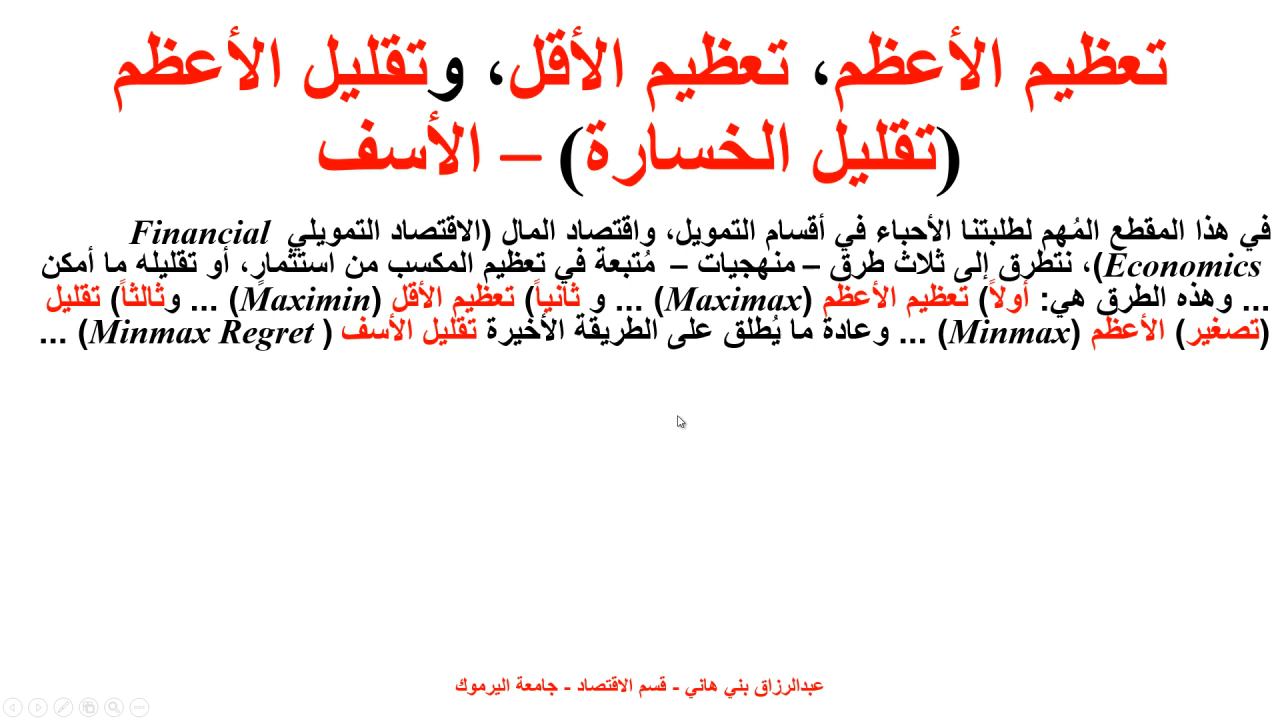 تعظيم الأعظم، تعظيم الأقل، وتقليل الأعظم
(تقليل الخسارة) – الأسف
في هذا المقطع المُهم لطلبتنا الأحباء في أقسام التمويل، واقتصاد المال (الاقتصاد التمويلي Financial
Economics)، نتطرق إلى ثلاث طرق – منهجيات – مُتبعة في تعظيم المكسب من استثمارٍ، أو تقليله ما أمكن
... وهذه الطرق هي: أولاً) تعظيم الأعظم (Maximax) ... و ثانياً) تعظيم الأقل (Maximin) ... وثالثاً) تقليل
(تصغير) الأعظم (Minmax) ... وعادة ما يُطلق على الطريقة الأخيرة تقليل الأسف ( Minmax Regret) ...
عبدالرزاق بني هاني - قسم الاقتصاد - جامعة اليرموك